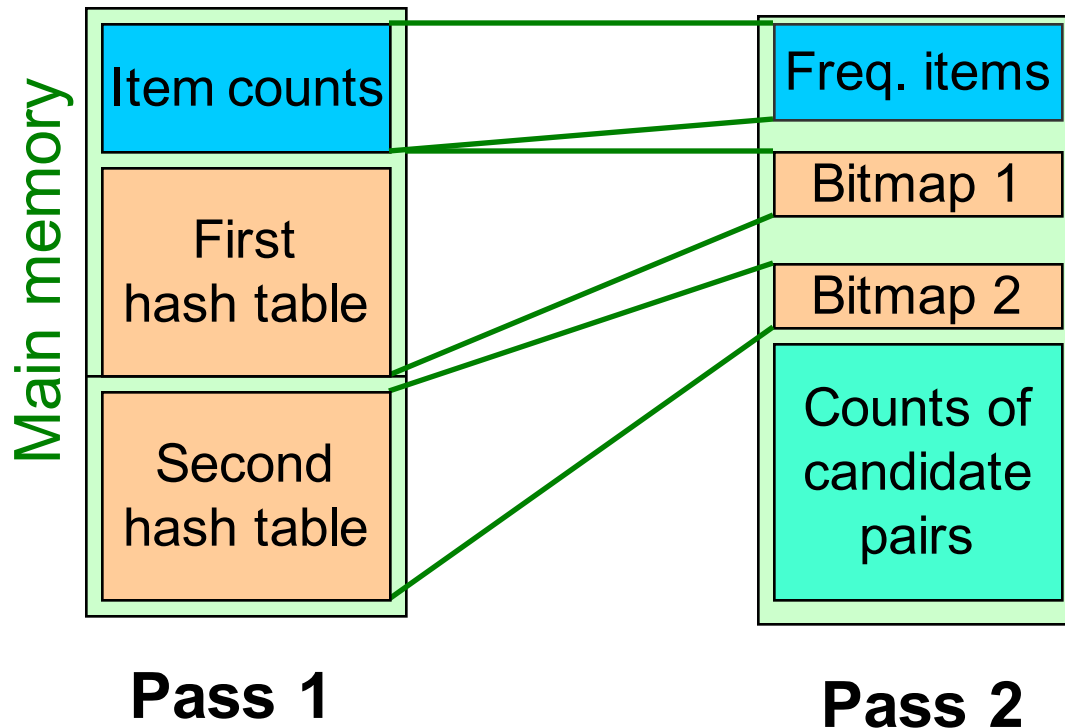 Main memory
Item counts
First
hash table
Second
hash table
Pass 1
Freq. items
Bitmap 1
Bitmap 2
Counts of
candidate
pairs
Pass 2